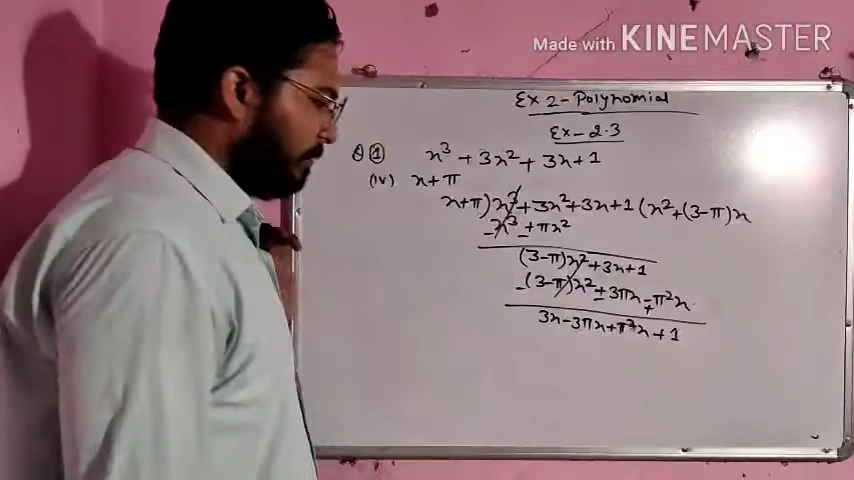 Made with KINEMASTER
Ex 2-Polynomial
Ex-2.3
Q ① x³ + 3x² + 3x + 1
(iv) x + π
x+π) x³ + 3x² + 3x + 1 ( x² + (3-π)x
- x³ + πx²
-
(3-π)x² + 3x + 1
-(3-π)x² + 3πx - π²x
- +
3x - 3πx + π²x + 1